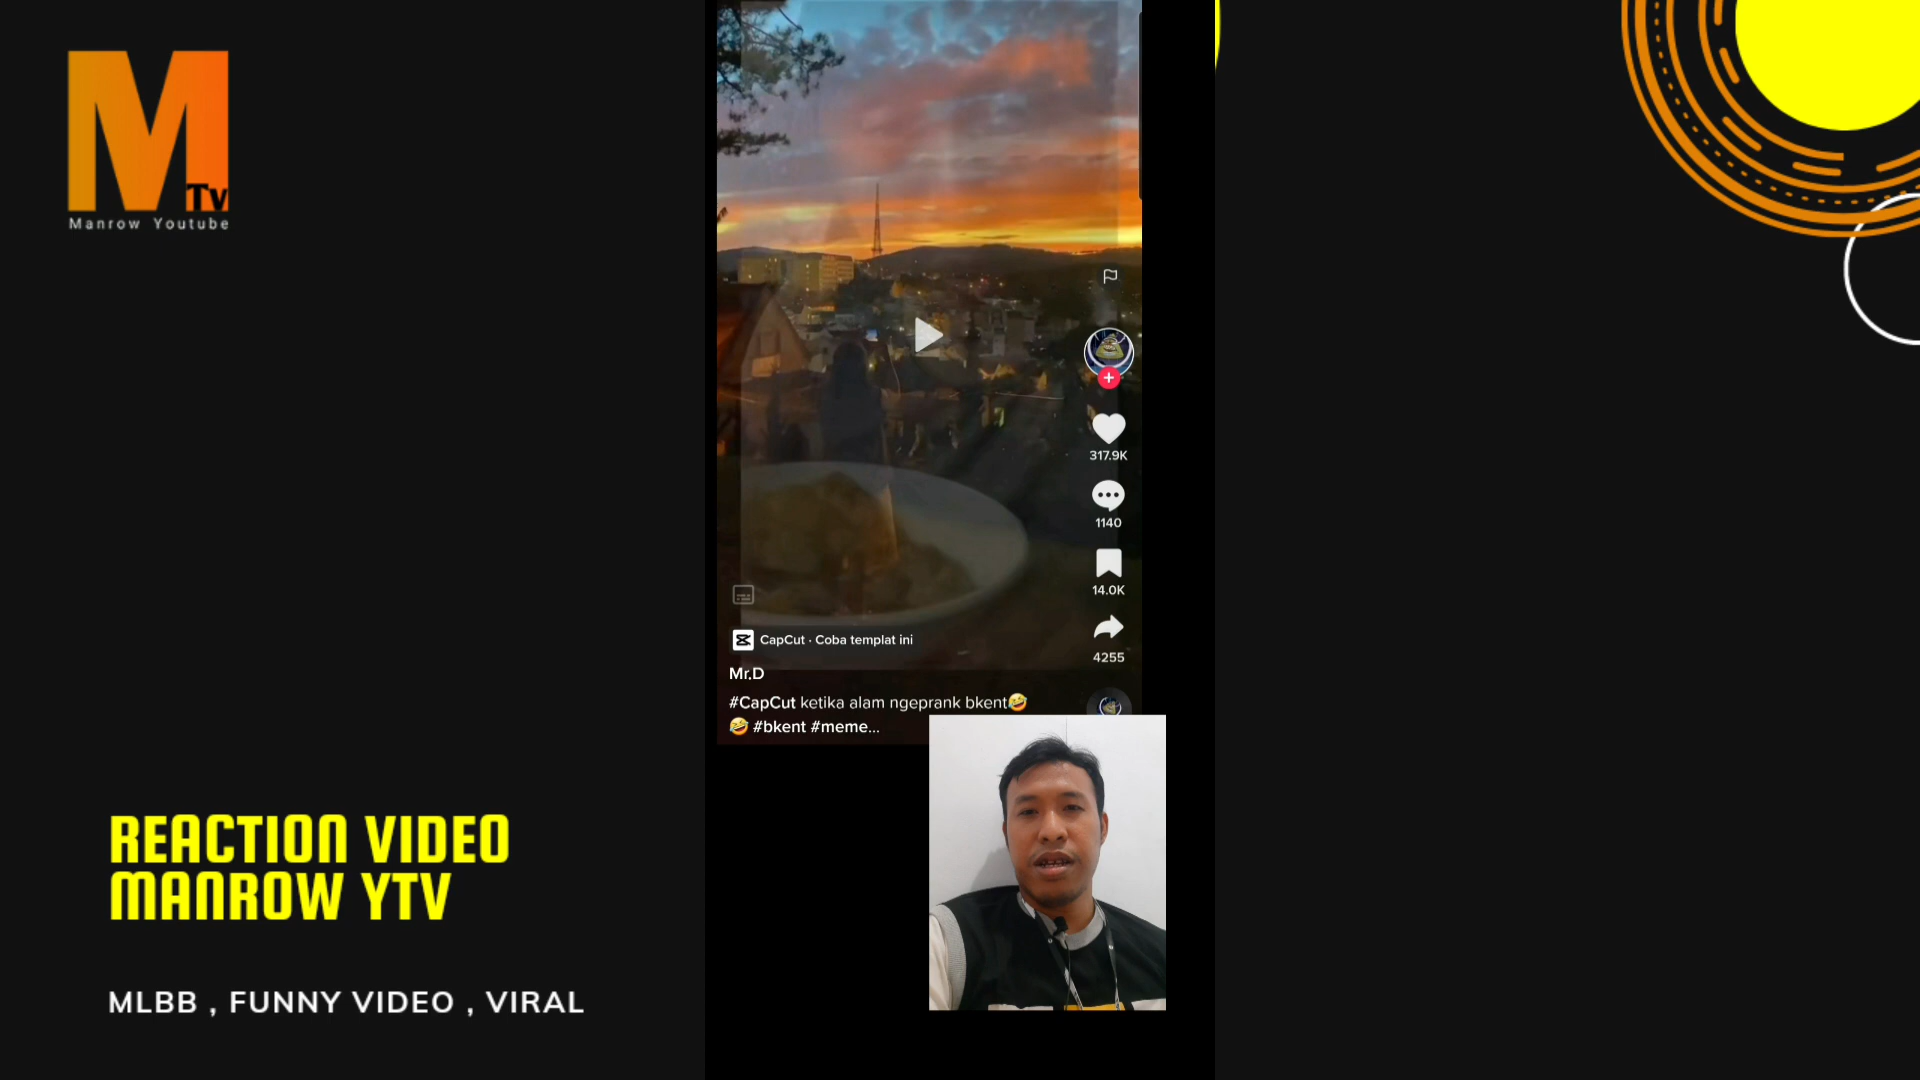 M
Tv
Manrow Youtube
317.9K
1140
14.0K
4255
CapCut · Coba templat ini
Mr.D
#CapCut ketika alam ngeprank bkent🤣
🤣 #bkent #meme...
REACTION VIDEO
MANROW YTV
MLBB , FUNNY VIDEO , VIRAL